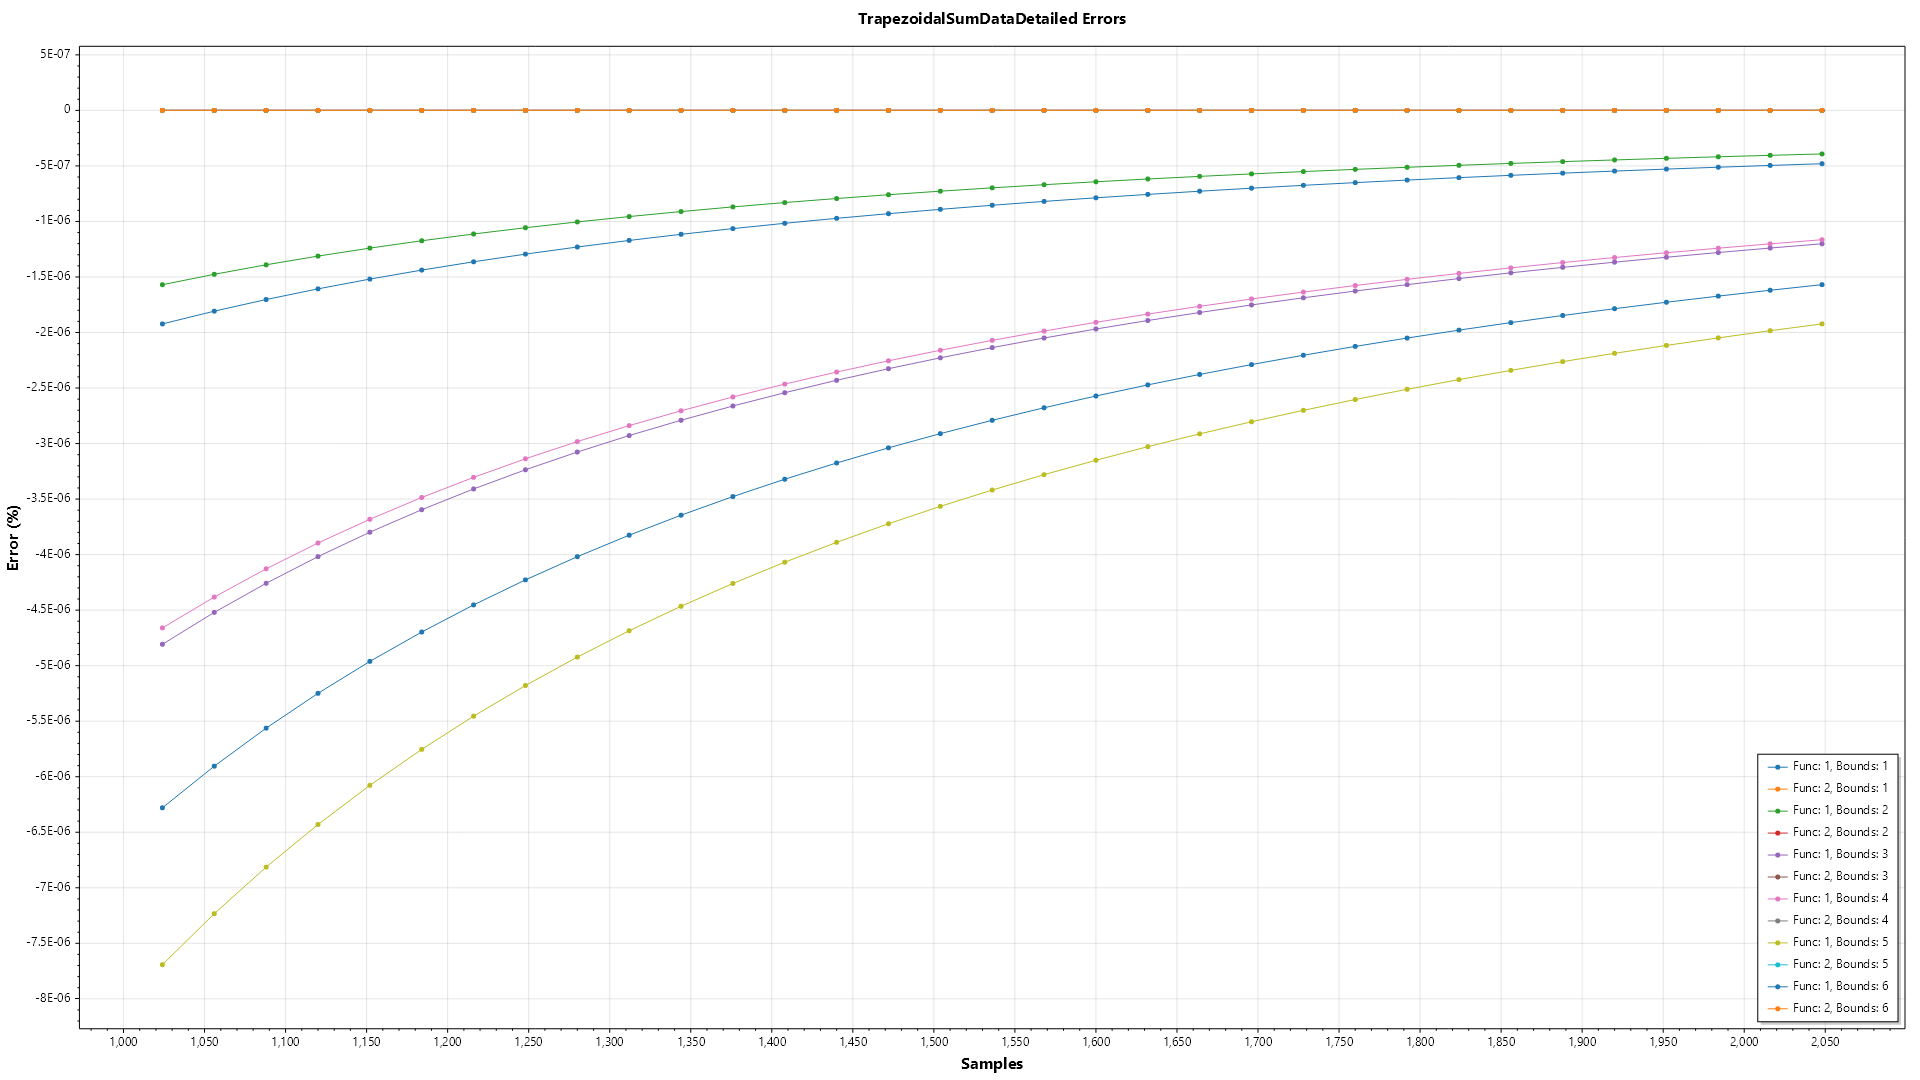 TrapezoidalSumDataDetailed Errors
5E-07
0
-5E-07
-1E-06
-1.5E-06
-2E-06
-2.5E-06
-3E-06
-3.5E-06
-4E-06
-4.5E-06
-5E-06
-5.5E-06
-6E-06
-6.5E-06
-7E-06
-7.5E-06
-8E-06
Error (%)
Func: 1, Bounds: 1
Func: 2, Bounds: 1
Func: 1, Bounds: 2
Func: 2, Bounds: 2
Func: 1, Bounds: 3
Func: 2, Bounds: 3
Func: 1, Bounds: 4
Func: 2, Bounds: 4
Func: 1, Bounds: 5
Func: 2, Bounds: 5
Func: 1, Bounds: 6
Func: 2, Bounds: 6
1,000 1,050 1,100 1,150 1,200 1,250 1,300 1,350 1,400 1,450 1,500 1,550 1,600 1,650 1,700 1,750 1,800 1,850 1,900 1,950 2,000 2,050
Samples